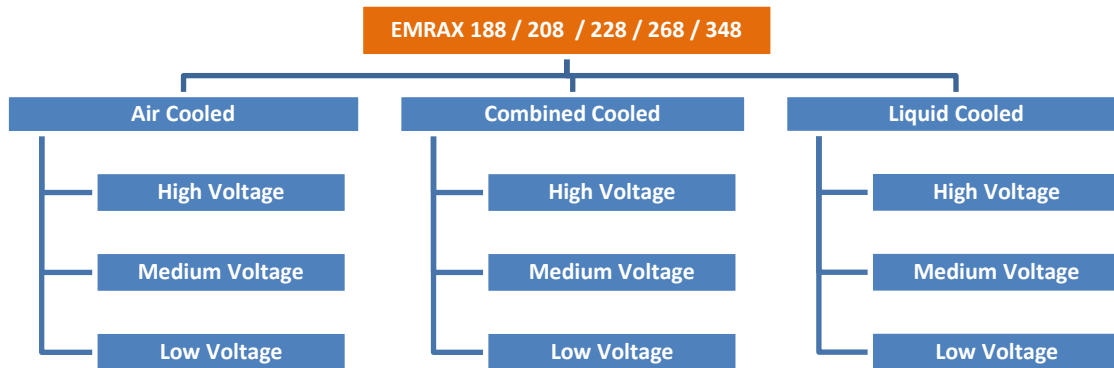 EMRAX 188 / 208 / 228 / 268 / 348
Air Cooled
High Voltage
Medium Voltage
Low Voltage
Combined Cooled
High Voltage
Medium Voltage
Low Voltage
Liquid Cooled
High Voltage
Medium Voltage
Low Voltage